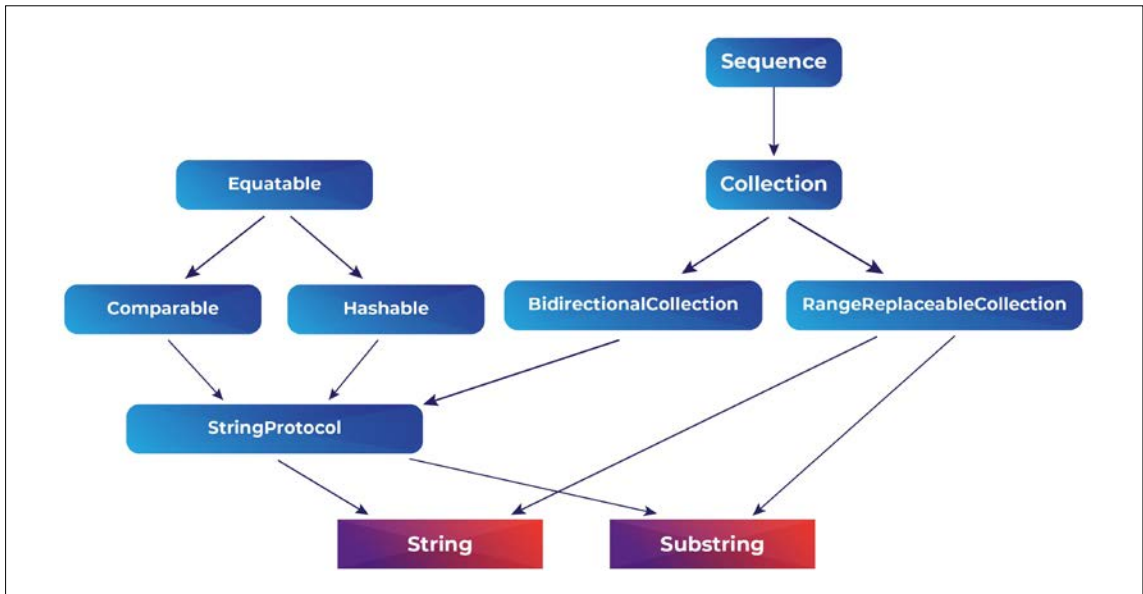 Sequence
Equatable
Collection
Comparable
Hashable
BidirectionalCollection
RangeReplaceableCollection
StringProtocol
String
Substring